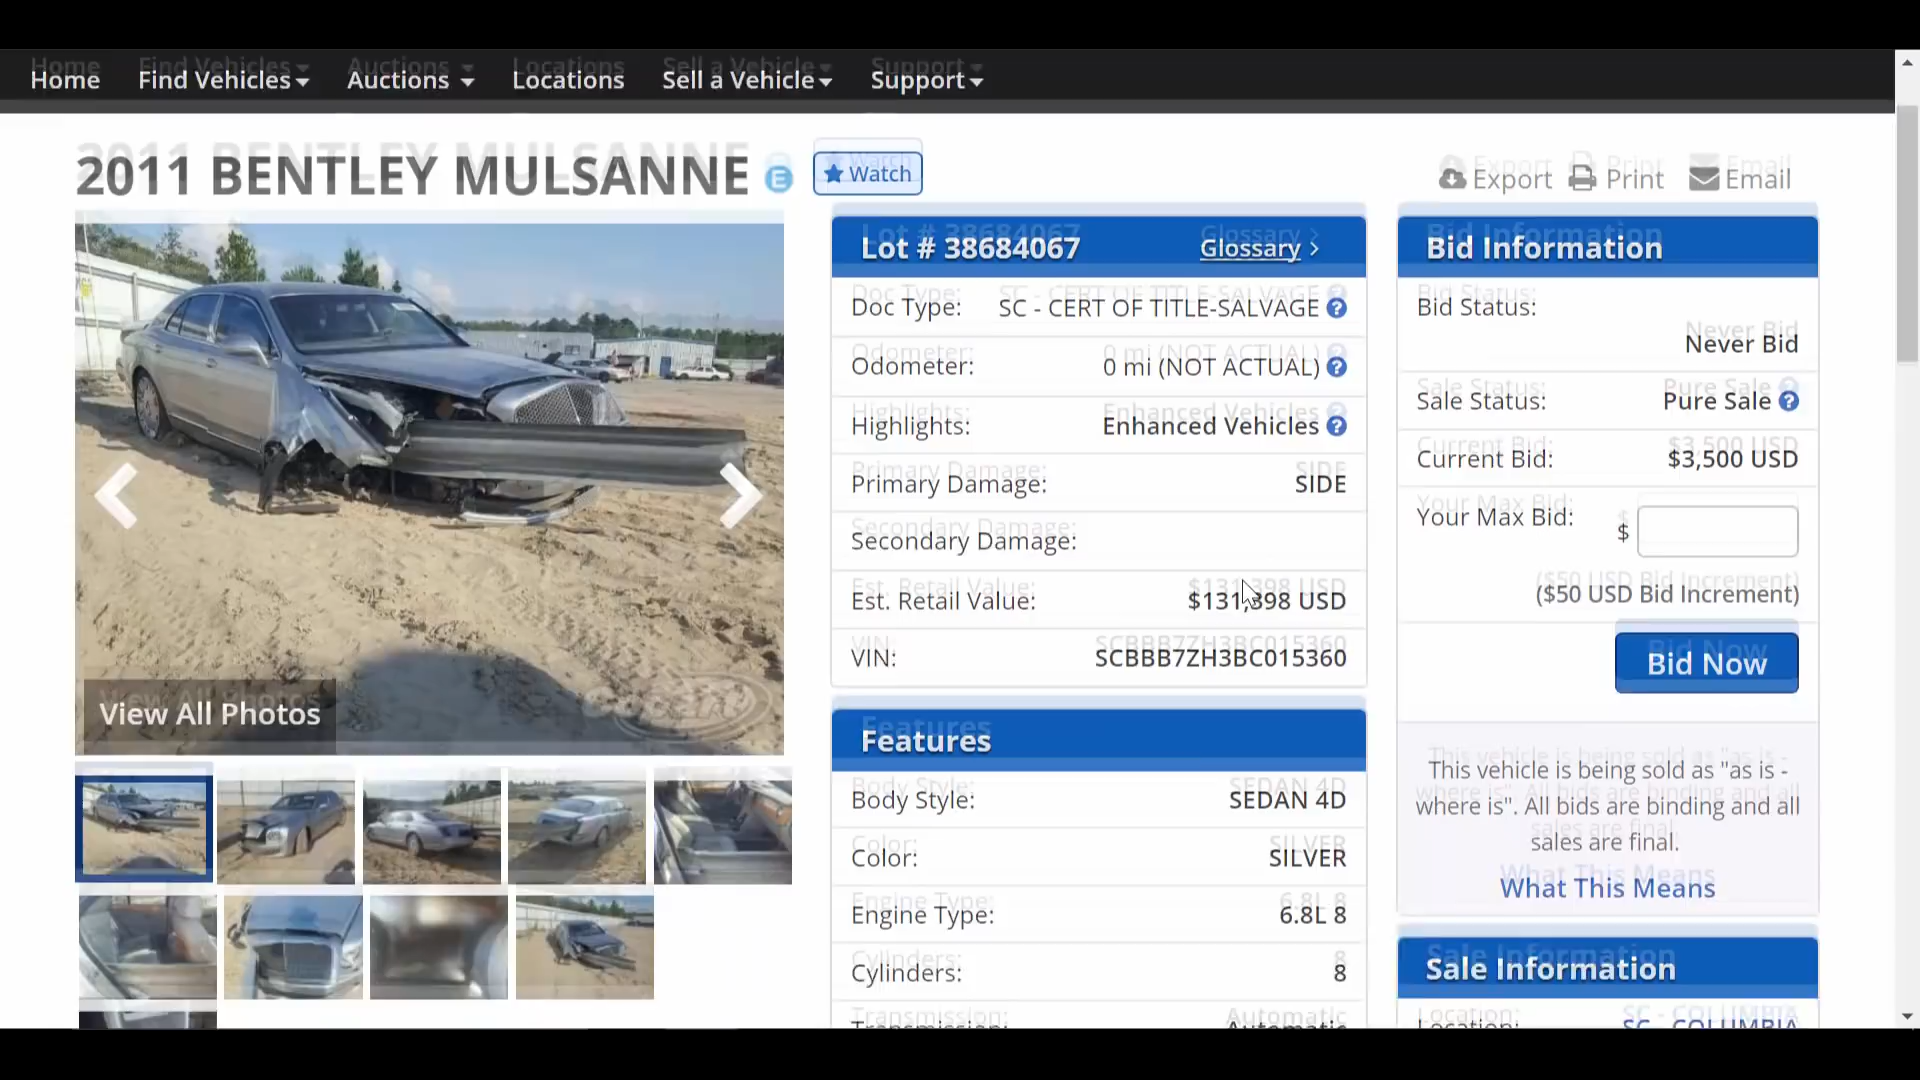 Home Find Vehicles Auctions Locations Sell a Vehicle Support
2011 BENTLEY MULSANNE E Watch
Export Print Email
Lot # 38684067 Glossary
Doc Type: SC - CERT OF TITLE-SALVAGE ?
Odometer: 0 mi (NOT ACTUAL) ?
Highlights: Enhanced Vehicles ?
Primary Damage: SIDE
Secondary Damage:
Est. Retail Value: $131,398 USD
VIN: SCBBB7ZH3BC015360
Features
Body Style: SEDAN 4D
Color: SILVER
Engine Type: 6.8L 8
Cylinders: 8
Transmission: Automatic
Bid Information
Bid Status:
Never Bid
Sale Status: Pure Sale ?
Current Bid: $3,500 USD
Your Max Bid: $
($50 USD Bid Increment)
Bid Now
This vehicle is being sold as "as is -
where is". All bids are binding and all
sales are final.
What This Means
Sale Information
Location: SC - COLUMBIA
View All Photos